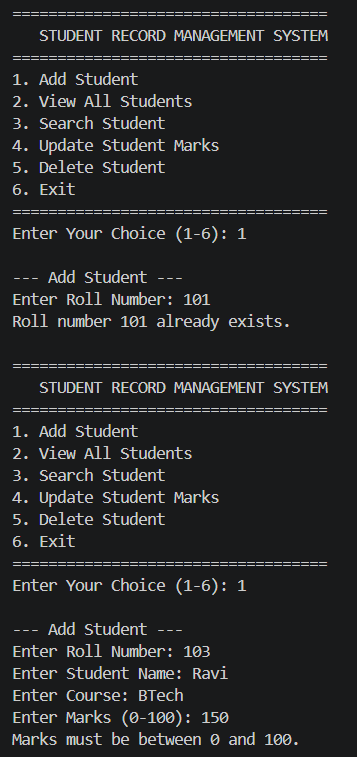 ===================================
   STUDENT RECORD MANAGEMENT SYSTEM
===================================
1. Add Student
2. View All Students
3. Search Student
4. Update Student Marks
5. Delete Student
6. Exit
===================================
Enter Your Choice (1-6): 1

--- Add Student ---
Enter Roll Number: 101
Roll number 101 already exists.

===================================
   STUDENT RECORD MANAGEMENT SYSTEM
===================================
1. Add Student
2. View All Students
3. Search Student
4. Update Student Marks
5. Delete Student
6. Exit
===================================
Enter Your Choice (1-6): 1

--- Add Student ---
Enter Roll Number: 103
Enter Student Name: Ravi
Enter Course: BTech
Enter Marks (0-100): 150
Marks must be between 0 and 100.